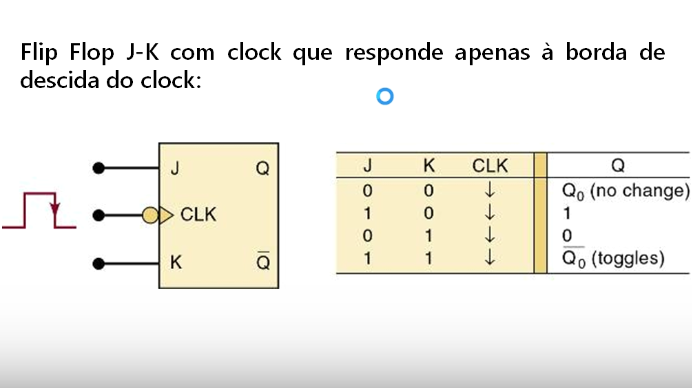 Flip Flop J-K com clock que responde apenas à borda de
descida do clock:
J Q
CLK
K Q̅
J K CLK Q
0 0 ↓ Q₀ (no change)
1 0 ↓ 1
0 1 ↓ 0
1 1 ↓ Q̅₀ (toggles)